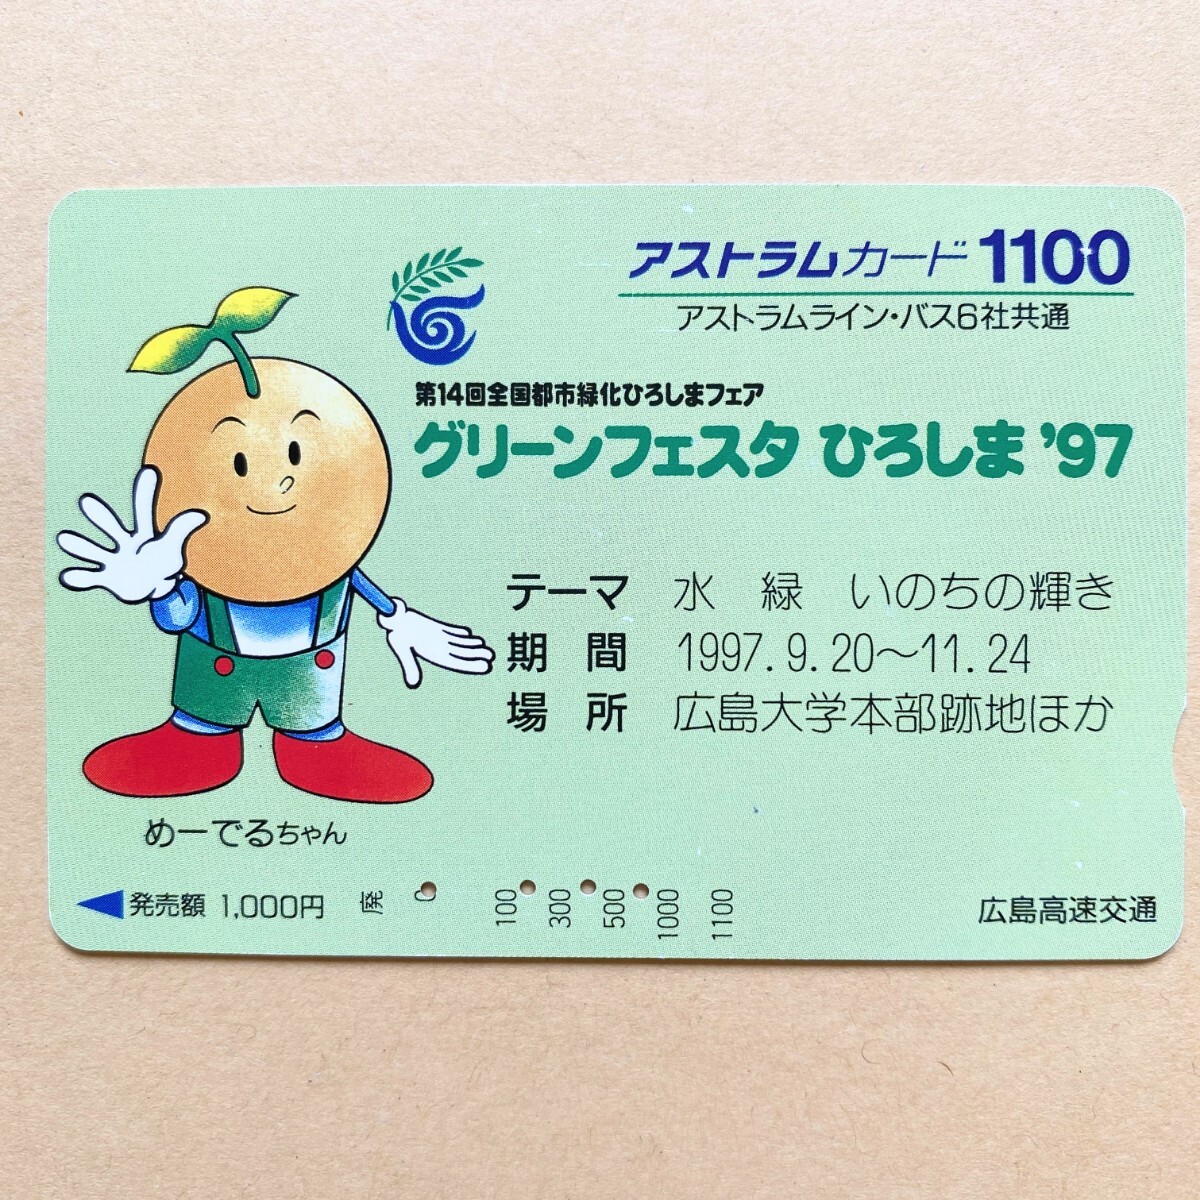 アストラムカード 1100
アストラムライン・バス6社共通
第14回全国都市緑化ひろしまフェア
グリーンフェスタ ひろしま '97
テーマ 水 緑 いのちの輝き
期間 1997.9.20〜11.24
場所 広島大学本部跡地ほか
めーでるちゃん
発売額 1,000円 廃 0 100 300 500 1000 1100
広島高速交通